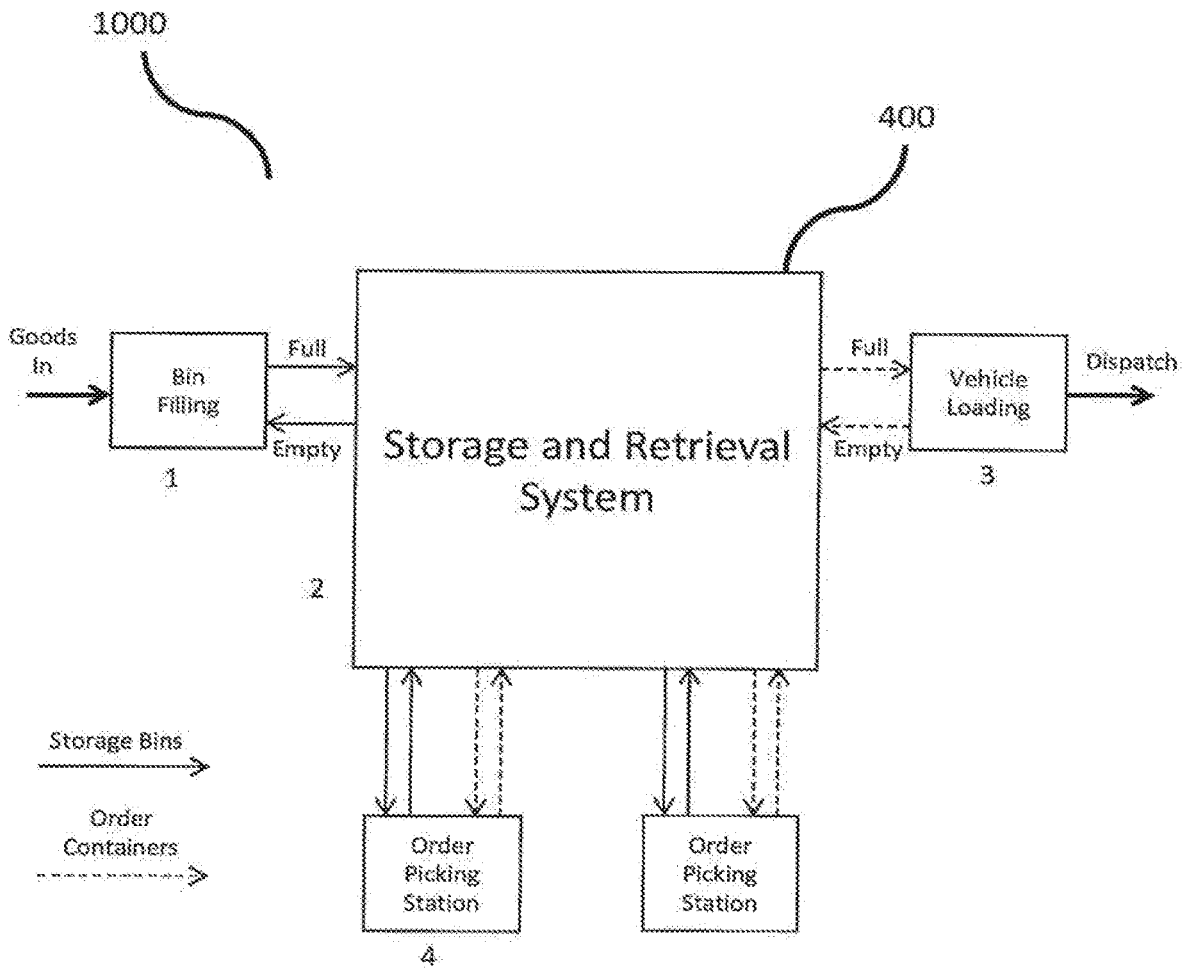 1000
400
Goods
In
Bin
Filling
1
Full
Empty
Storage and Retrieval
System
2
Full
Empty
Vehicle
Loading
3
Dispatch
Storage Bins
Order
Containers
Order
Picking
Station
4
Order
Picking
Station